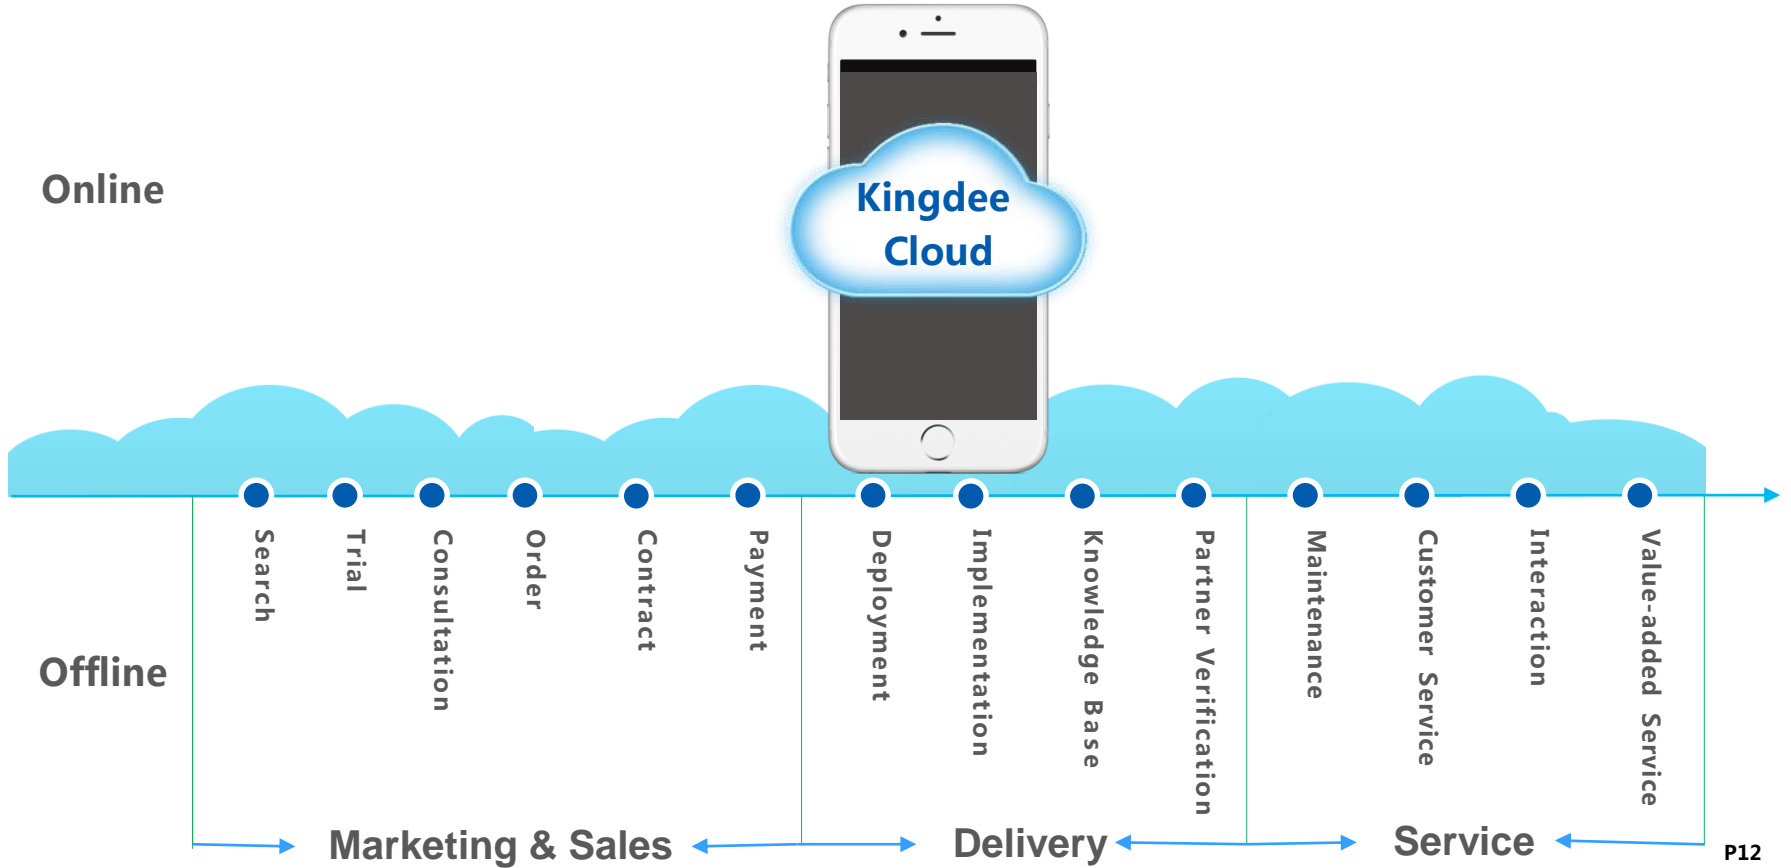 Online
Kingdee
Cloud
Search
Trial
Consultation
Order
Contract
Payment
Deployment
Implementation
Knowledge Base
Partner Verification
Maintenance
Customer Service
Interaction
Value-added Service
Offline
Marketing & Sales
Delivery
Service
P12